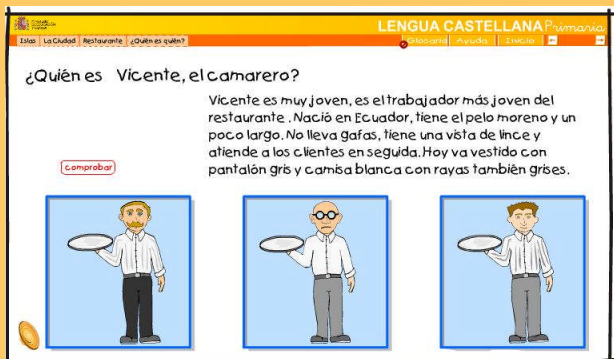 LENGUA CASTELLANA Primaria
Islas La Ciudad Restaurante ¿Quién es quién?
Glosario Ayuda Inicio
¿Quién es Vicente, el camarero?
Vicente es muy joven, es el trabajador más joven del
restaurante . Nació en Ecuador, tiene el pelo moreno y un
poco largo. No lleva gafas, tiene una vista de lince y
atiende a los clientes en seguida. Hoy va vestido con
pantalón gris y camisa blanca con rayas también grises.
comprobar